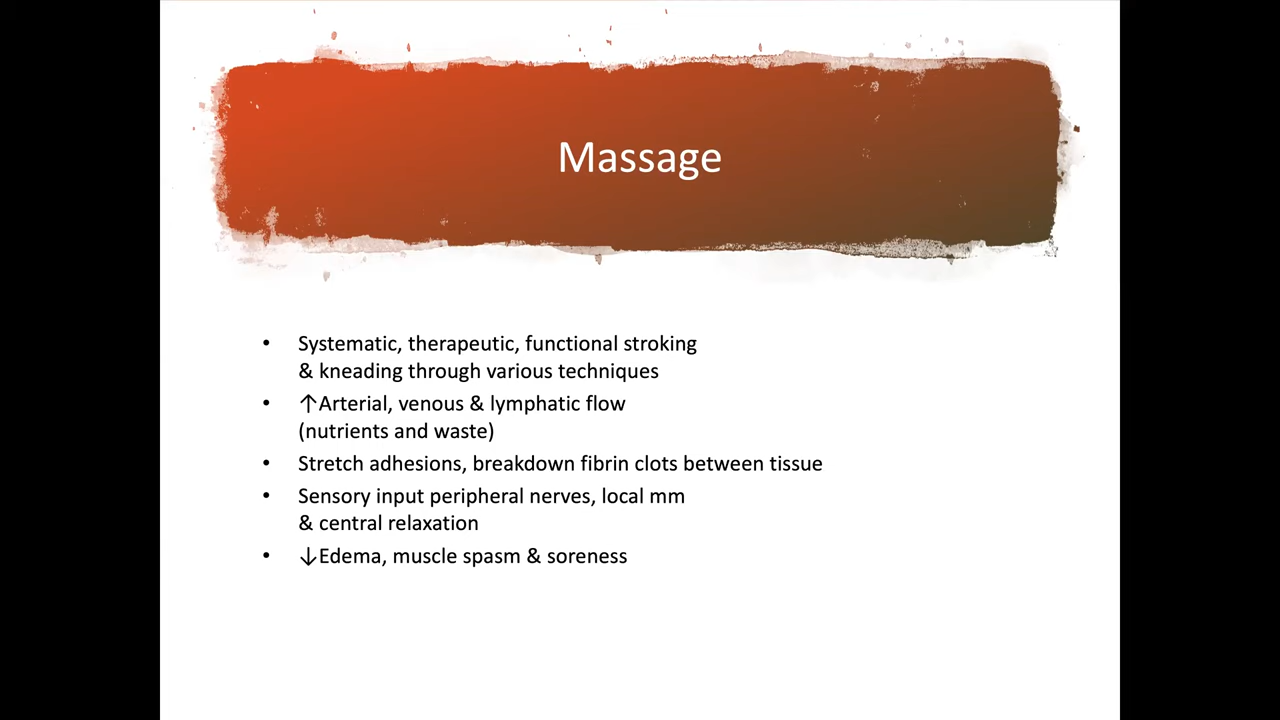 Massage
• Systematic, therapeutic, functional stroking
& kneading through various techniques
• ↑Arterial, venous & lymphatic flow
(nutrients and waste)
• Stretch adhesions, breakdown fibrin clots between tissue
• Sensory input peripheral nerves, local mm
& central relaxation
• ↓Edema, muscle spasm & soreness